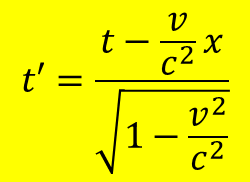 t′ = (t − (v/c²)x) / √(1 − v²/c²)